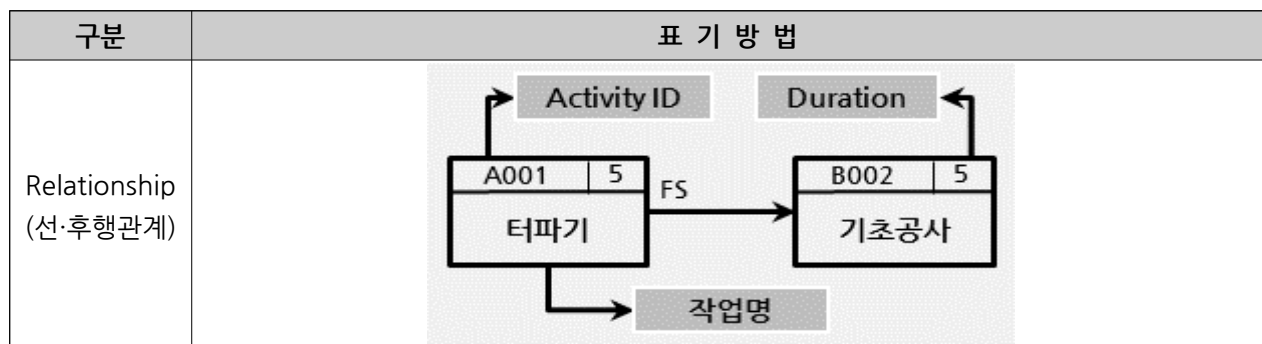 구분
표 기 방 법
Relationship
(선·후행관계)
Activity ID
Duration
A001 5
FS
B002 5
터파기
기초공사
작업명